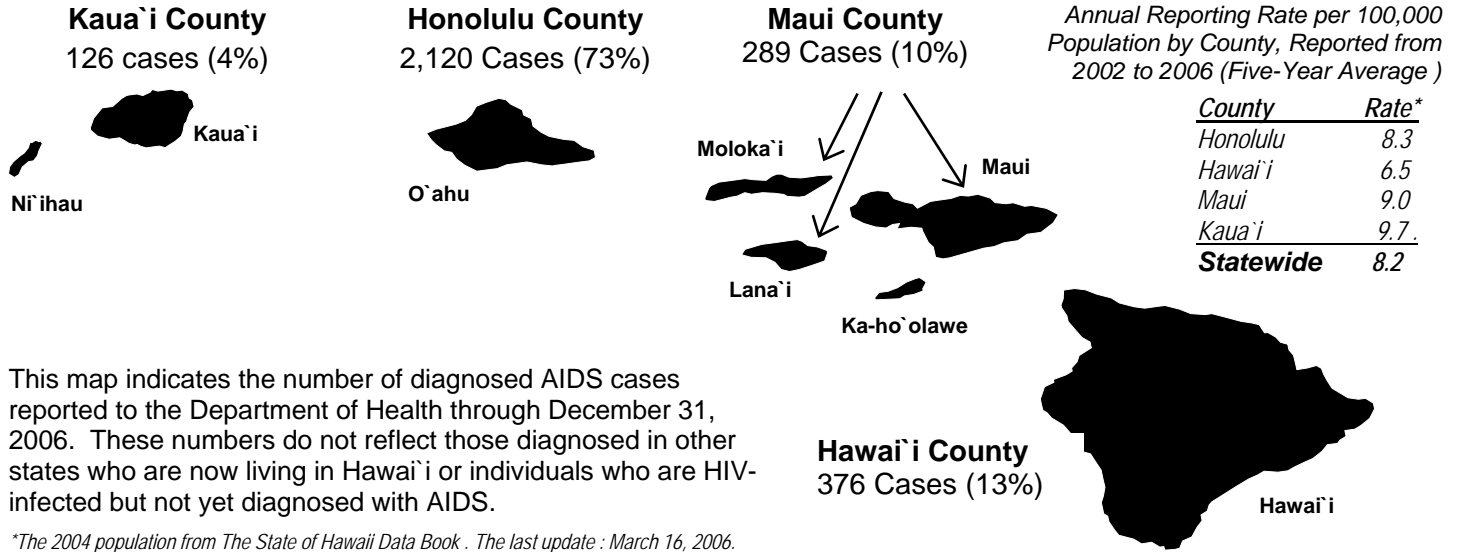 Kaua`i County
126 cases (4%)
Honolulu County
2,120 Cases (73%)
Maui County
289 Cases (10%)
Annual Reporting Rate per 100,000
Population by County, Reported from
2002 to 2006 (Five-Year Average )
County Rate*
Honolulu 8.3
Hawai`i 6.5
Maui 9.0
Kaua`i 9.7 .
Statewide 8.2
Kaua`i
Ni`ihau
O`ahu
Moloka`i
Maui
Lana`i
Ka-ho`olawe
This map indicates the number of diagnosed AIDS cases
reported to the Department of Health through December 31,
2006.  These numbers do not reflect those diagnosed in other
states who are now living in Hawai`i or individuals who are HIV-
infected but not yet diagnosed with AIDS.
Hawai`i County
376 Cases (13%)
Hawai`i
*The 2004 population from The State of Hawaii Data Book . The last update : March 16, 2006.